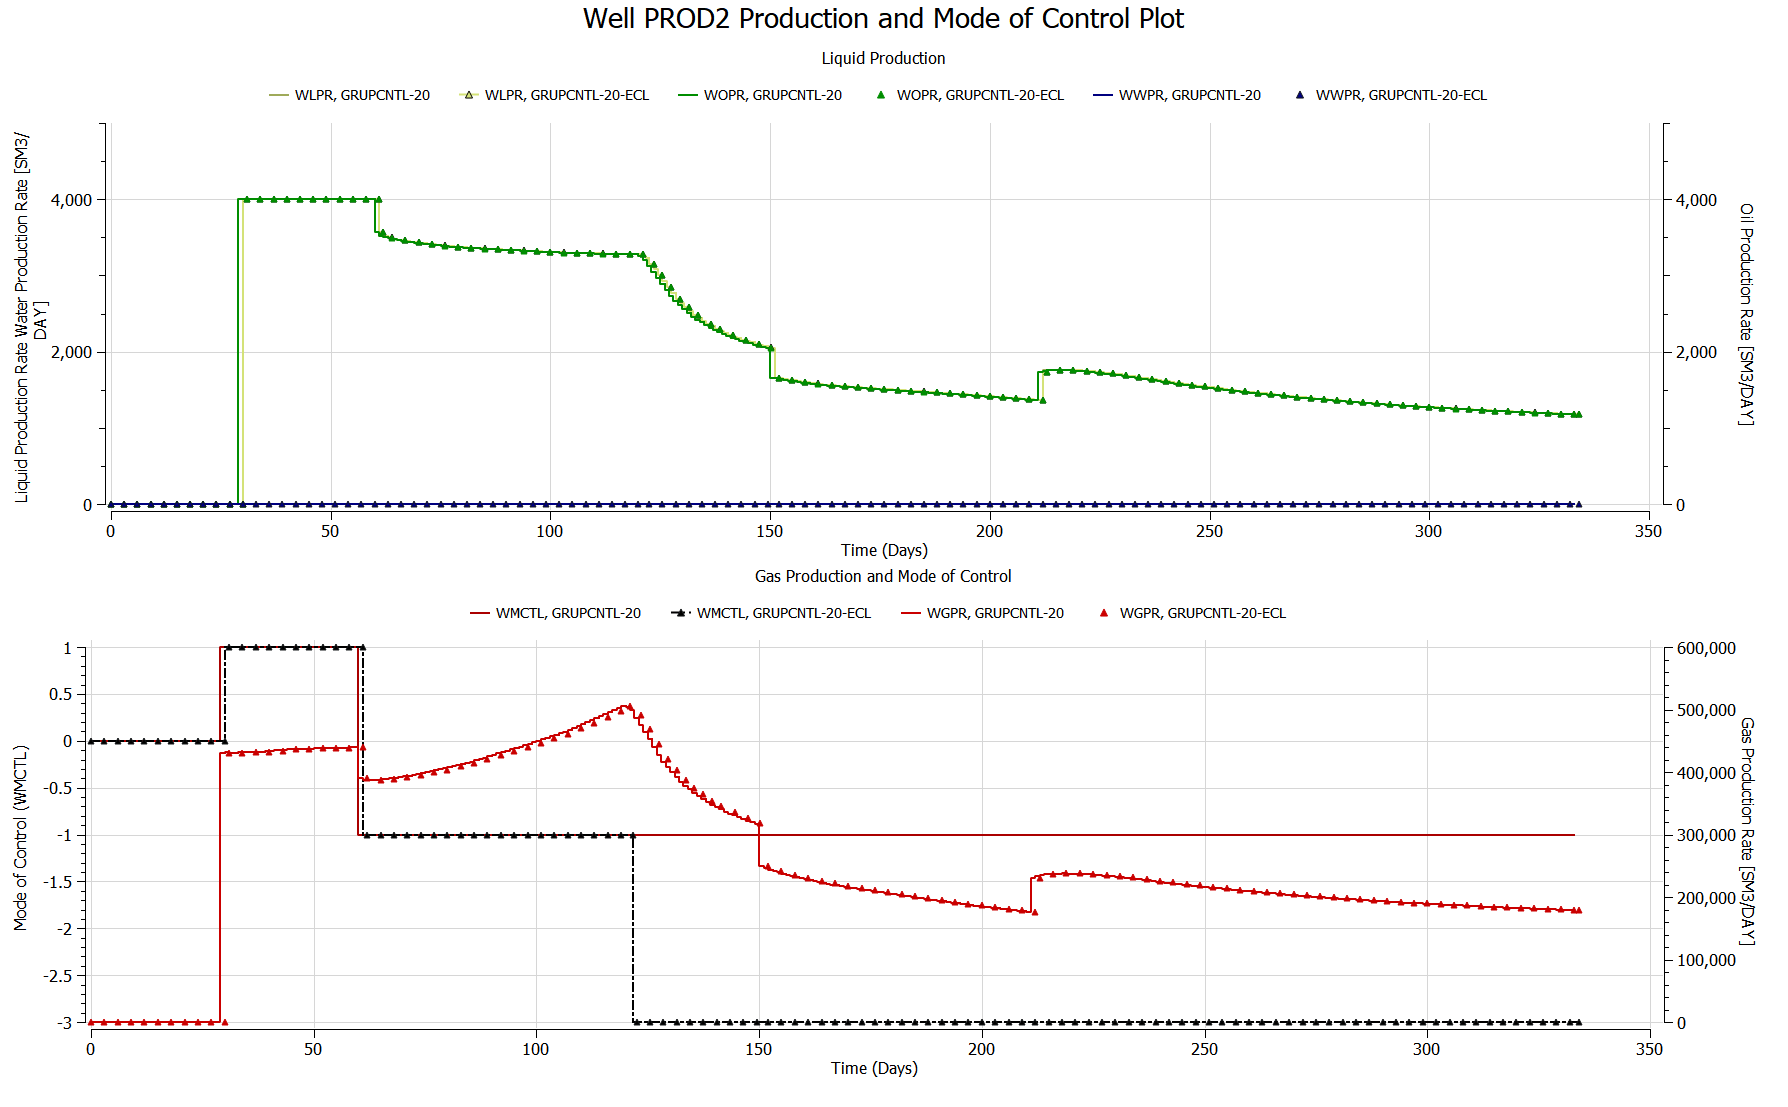 Well PROD2 Production and Mode of Control Plot
Liquid Production
WLPR, GRUPCNTL-20 WLPR, GRUPCNTL-20-ECL WOPR, GRUPCNTL-20 WOPR, GRUPCNTL-20-ECL WWPR, GRUPCNTL-20 WWPR, GRUPCNTL-20-ECL
Liquid Production Rate Water Production Rate [SM3/
DAY]
4,000
2,000
0
4,000
2,000
0
Oil Production Rate [SM3/DAY]
0 50 100 150 200 250 300 350
Time (Days)
Gas Production and Mode of Control
WMCTL, GRUPCNTL-20 WMCTL, GRUPCNTL-20-ECL WGPR, GRUPCNTL-20 WGPR, GRUPCNTL-20-ECL
Mode of Control (WMCTL)
1
0.5
0
-0.5
-1
-1.5
-2
-2.5
-3
600,000
500,000
400,000
300,000
200,000
100,000
0
Gas Production Rate [SM3/DAY]
0 50 100 150 200 250 300 350
Time (Days)